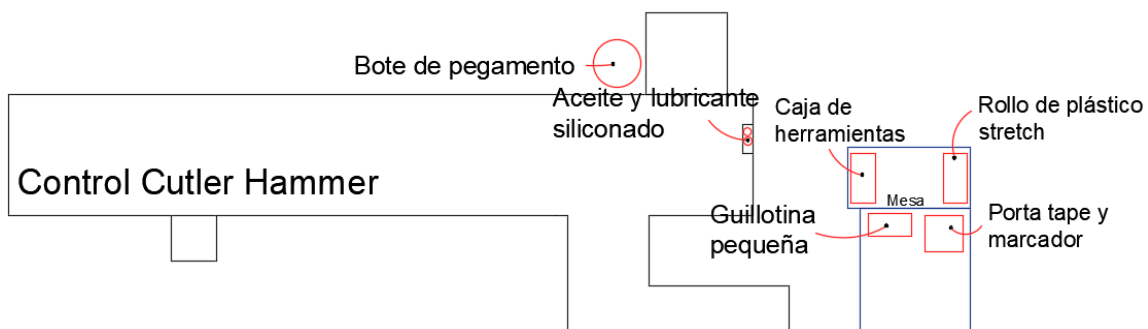 Bote de pegamento
Aceite y lubricante
siliconado
Caja de
herramientas
Rollo de plástico
stretch
Control Cutler Hammer
Mesa
Guillotina
pequeña
Porta tape y
marcador